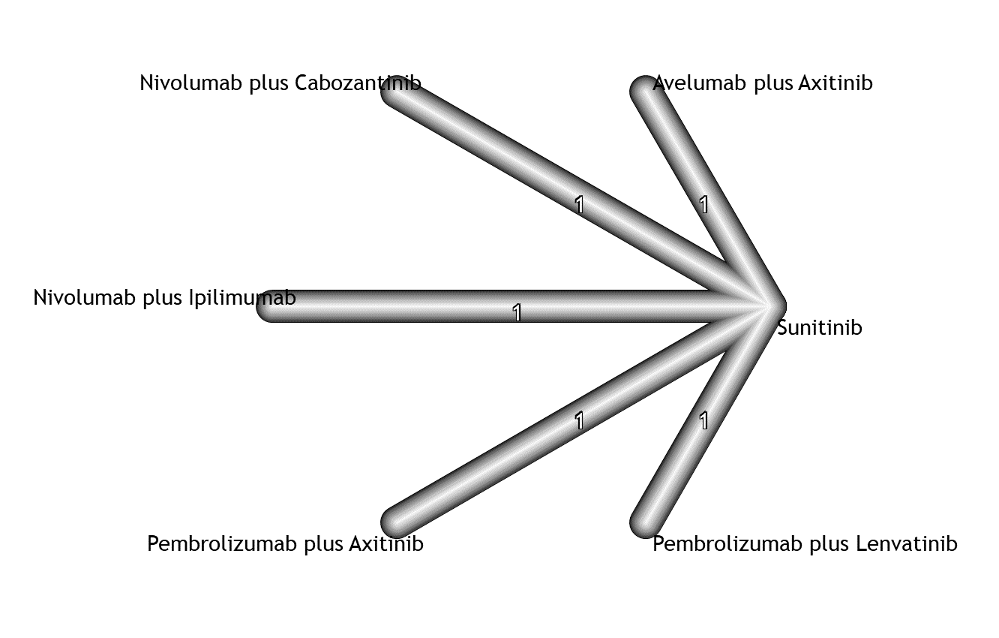 Nivolumab plus Cabozantinib
Avelumab plus Axitinib
1
1
Nivolumab plus Ipilimumab
1
Sunitinib
1
1
Pembrolizumab plus Axitinib
Pembrolizumab plus Lenvatinib